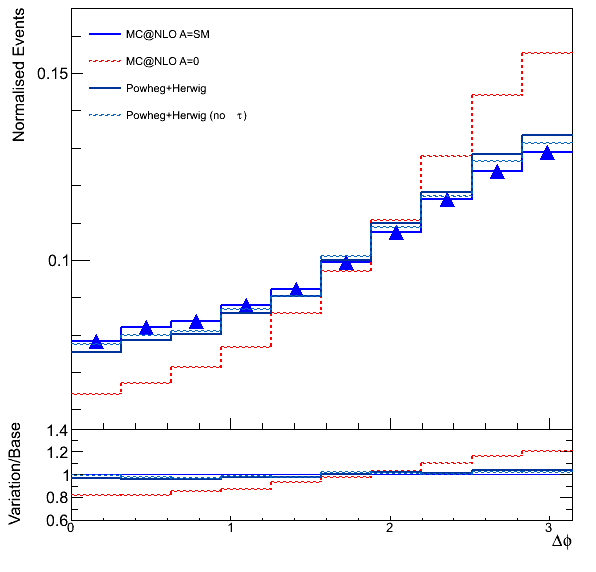 Normalised Events
MC@NLO A=SM
MC@NLO A=0
Powheg+Herwig
Powheg+Herwig (no τ)
0.15
0.1
Variation/Base
1.4
1.2
1
0.8
0.6
0 1 2 3
Δϕ